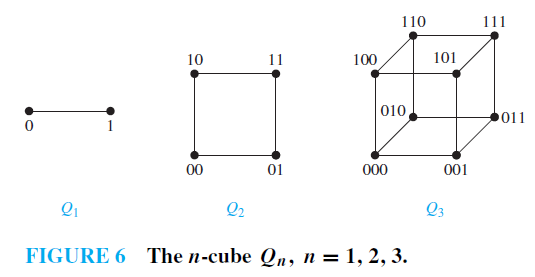 110 111
10 11 100 101
010 011
0 1
00 01 000 001
Q1 Q2 Q3
FIGURE 6 The n-cube Qn, n = 1, 2, 3.